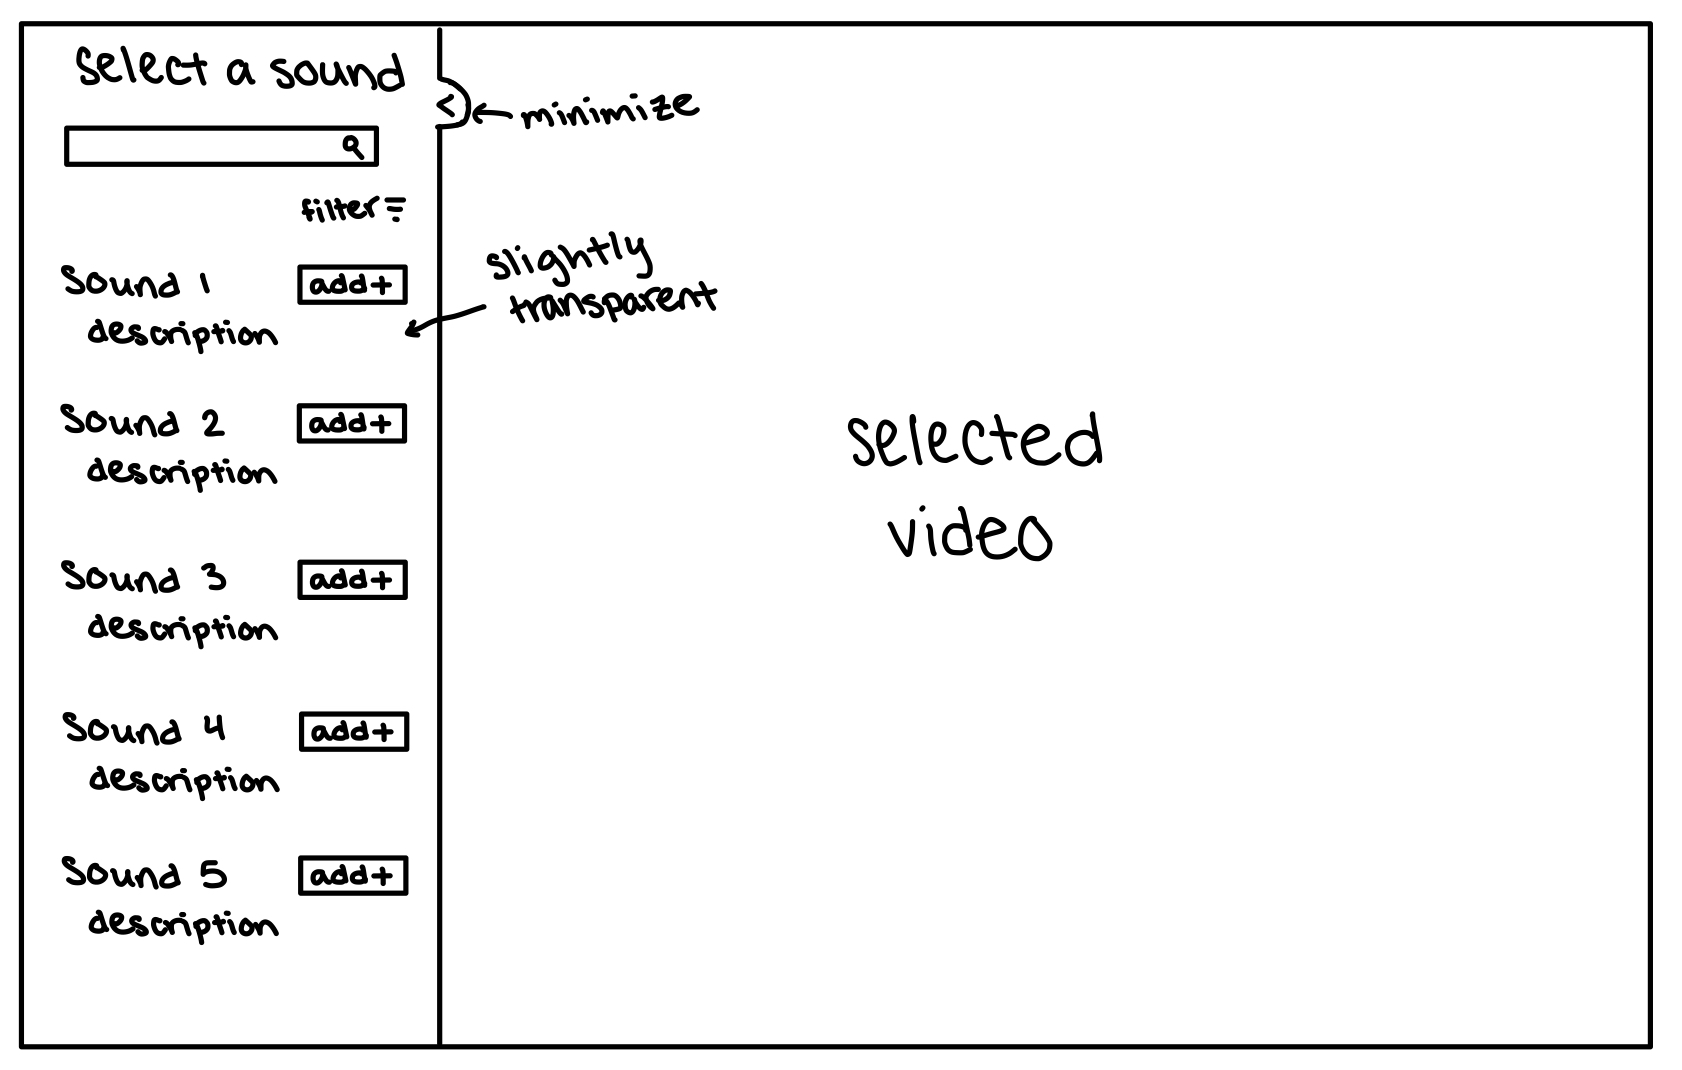 Select a sound
<
minimize
filter
Sound 1 add+
description
slightly
transparent
Sound 2 add+
description
selected
video
Sound 3 add+
description
Sound 4 add+
description
Sound 5 add+
description